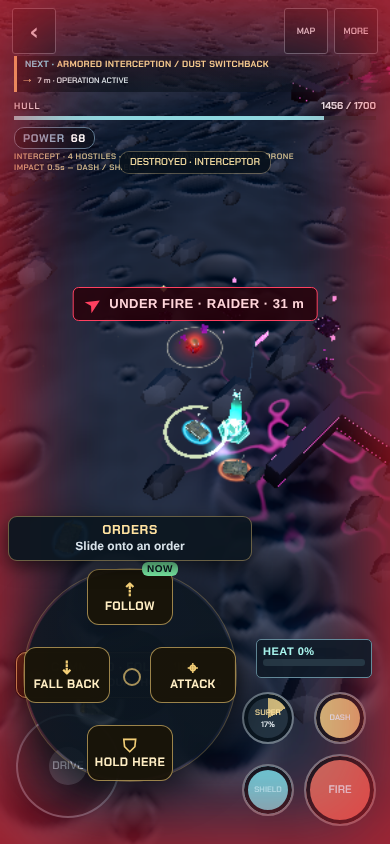 ‹
MAP
MORE
NEXT · ARMORED INTERCEPTION / DUST SWITCHBACK
→ 7 m · OPERATION ACTIVE
HULL
1456 / 1700
POWER 68
INTERCEPT · 4 HOSTILES ·
IMPACT 0.5s — DASH / SH
DESTROYED · INTERCEPTOR
UNDER FIRE · RAIDER · 31 m
ORDERS
Slide onto an order
NOW
FOLLOW
FALL BACK
ATTACK
HOLD HERE
HEAT 0%
SUPER
17%
DASH
DRIVE
SHIELD
FIRE